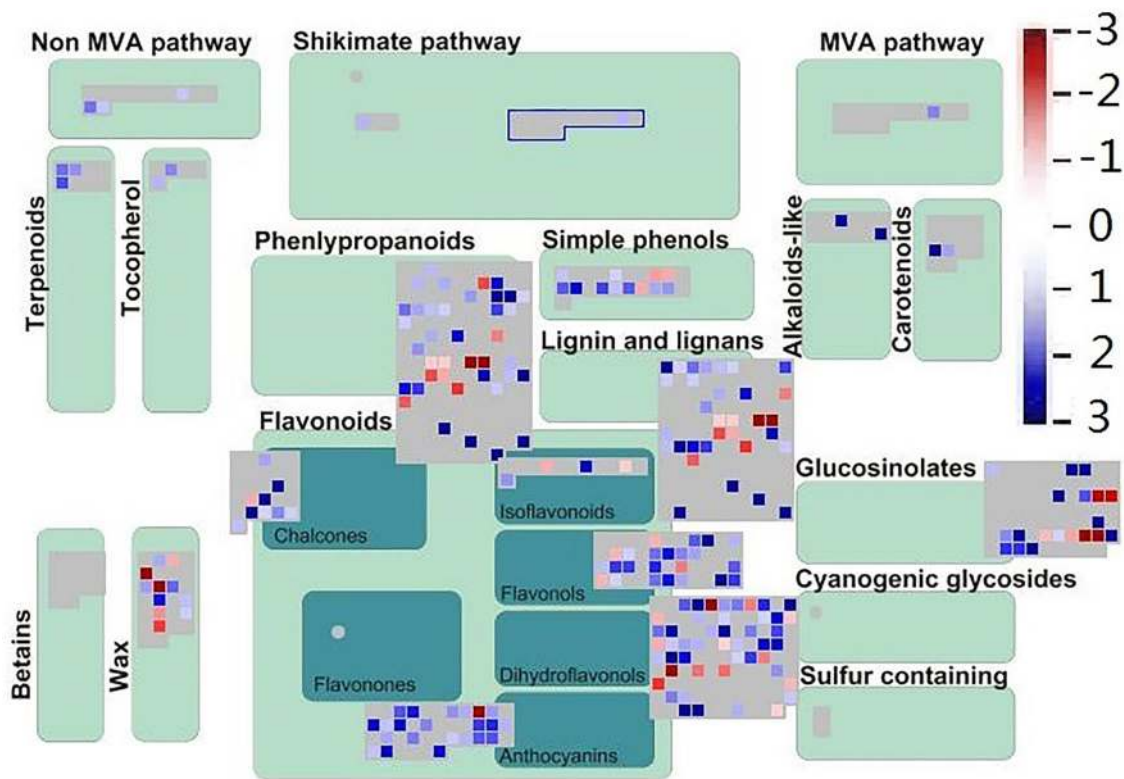 Non MVA pathway
Shikimate pathway
MVA pathway
-3
-2
-1
0
1
2
3
Terpenoids
Tocopherol
Phenlypropanoids
Simple phenols
Alkaloids-like
Carotenoids
Lignin and lignans
Flavonoids
Glucosinolates
Chalcones
Isoflavonoids
Flavonols
Cyanogenic glycosides
Betains
Wax
Flavonones
Dihydroflavonols
Sulfur containing
Anthocyanins